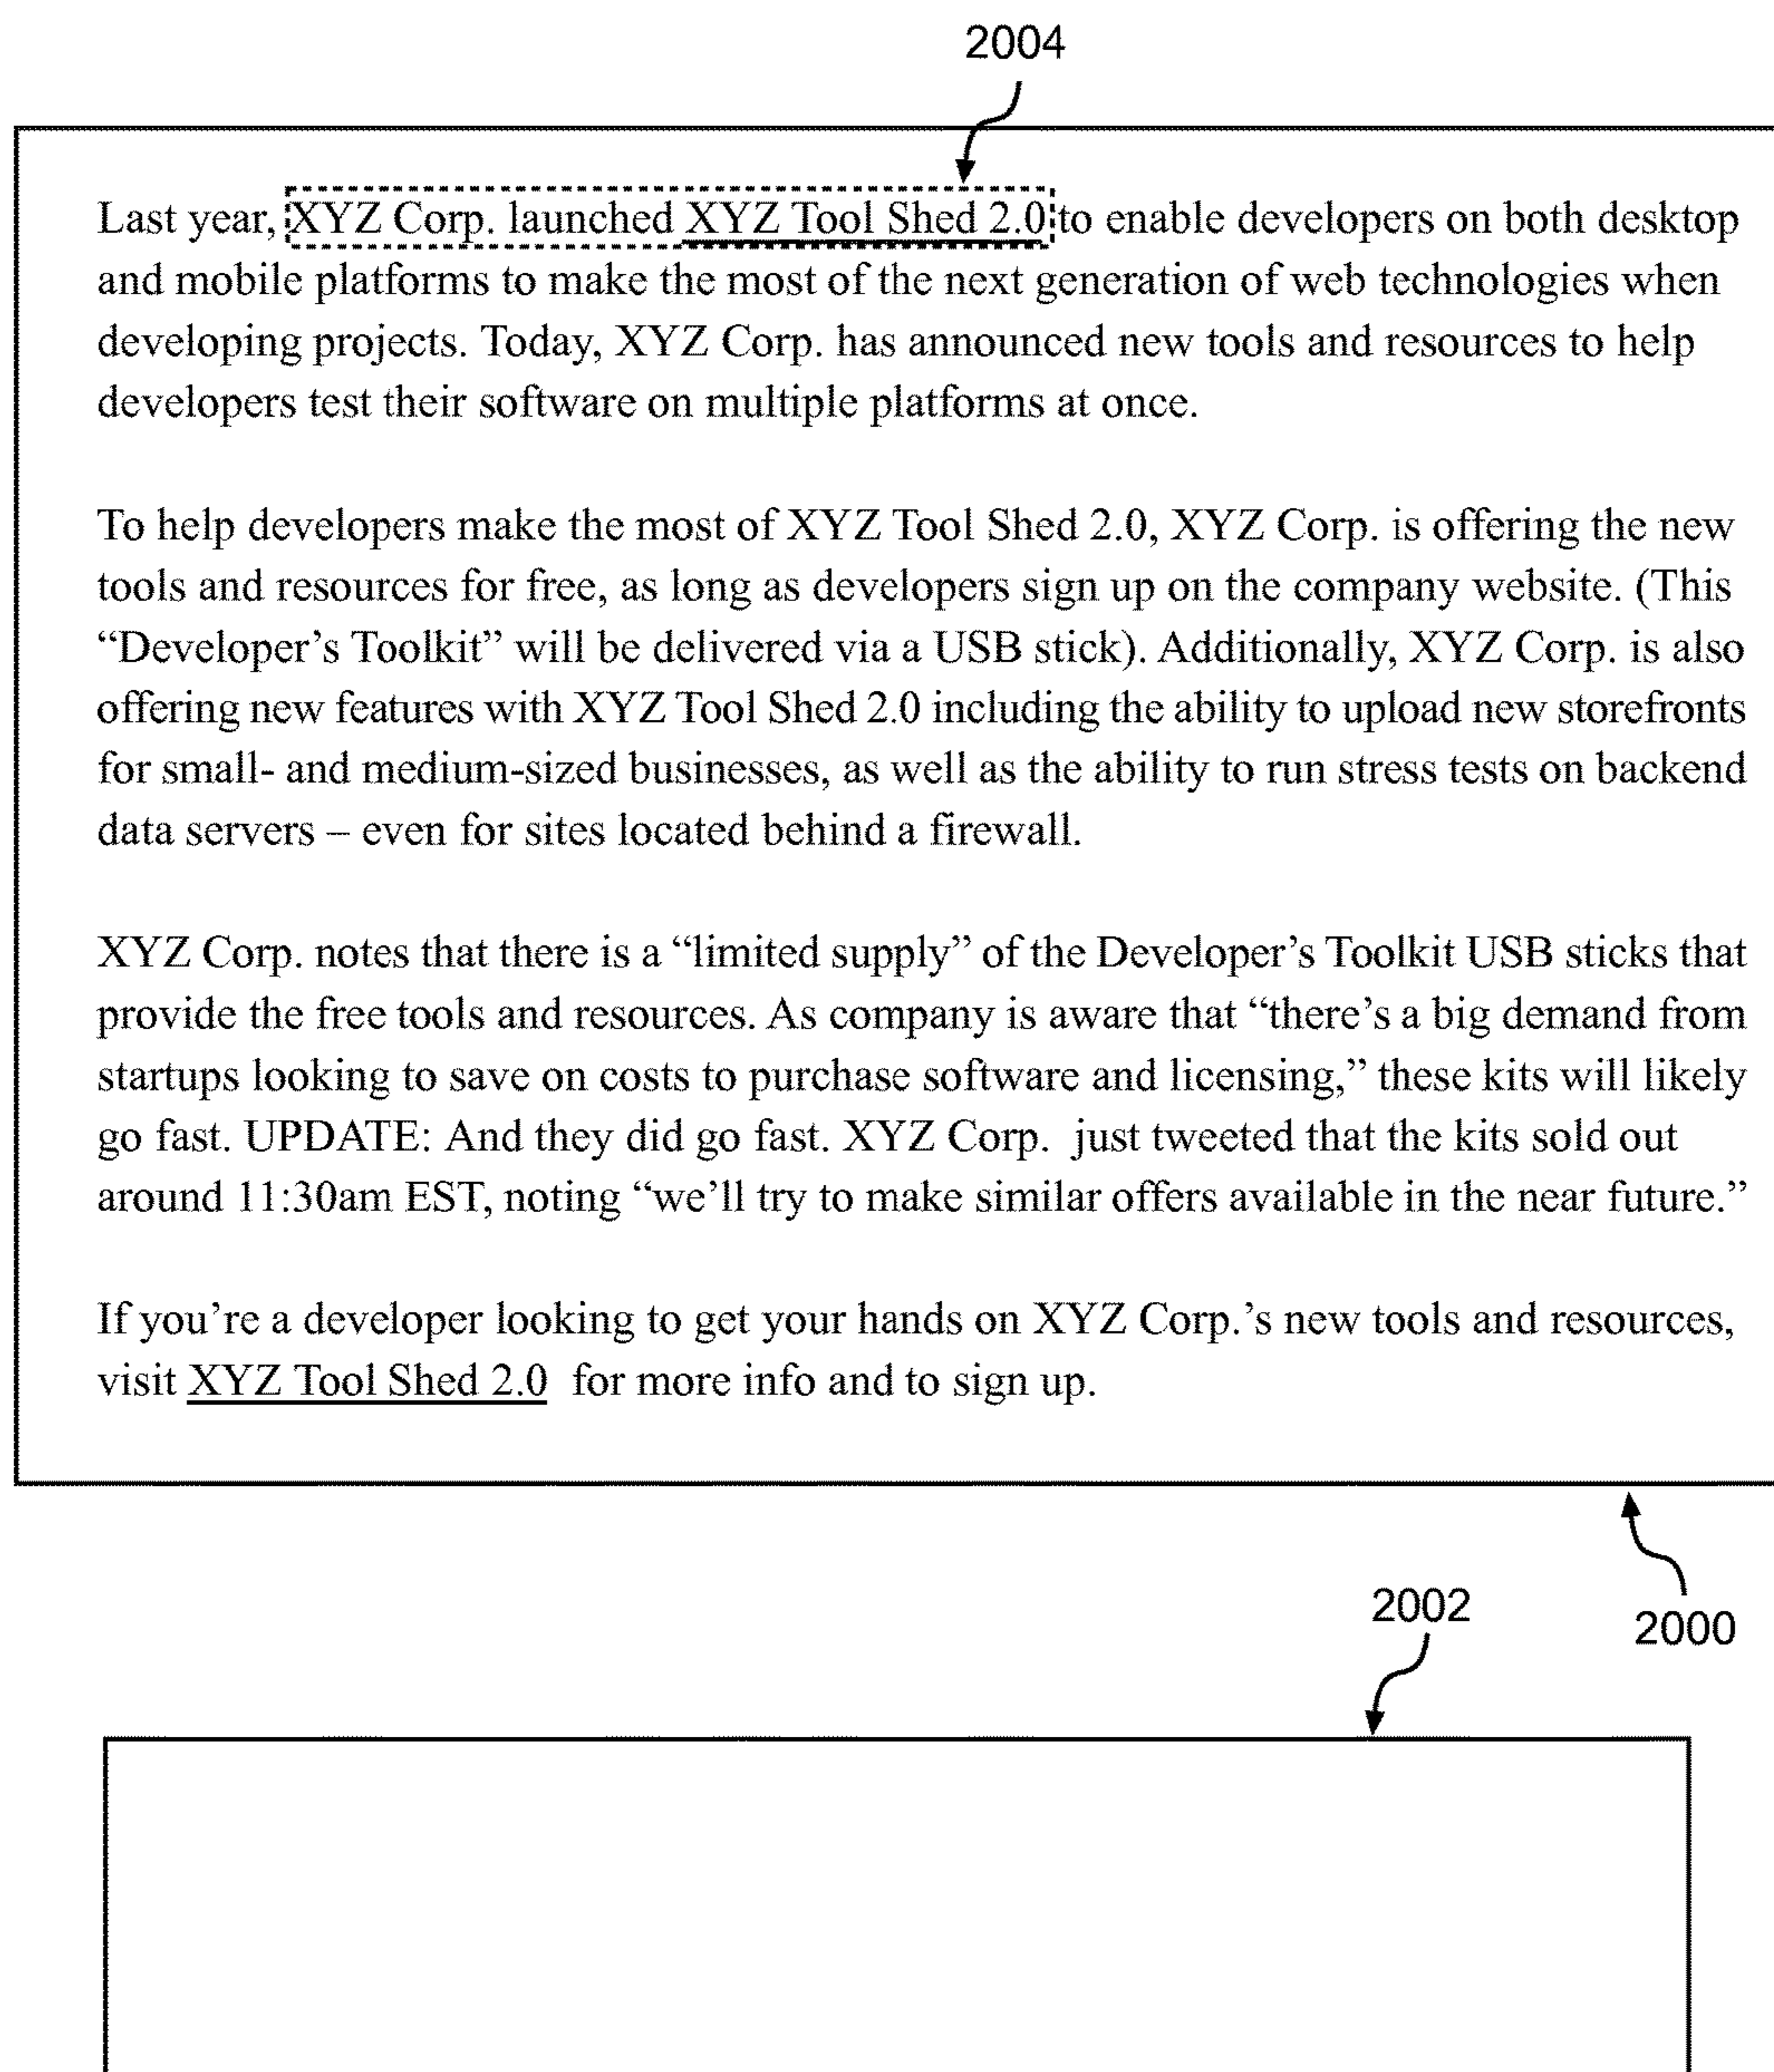 2004
Last year, XYZ Corp. launched XYZ Tool Shed 2.0 to enable developers on both desktop
and mobile platforms to make the most of the next generation of web technologies when
developing projects. Today, XYZ Corp. has announced new tools and resources to help
developers test their software on multiple platforms at once.
To help developers make the most of XYZ Tool Shed 2.0, XYZ Corp. is offering the new
tools and resources for free, as long as developers sign up on the company website. (This
“Developer’s Toolkit” will be delivered via a USB stick). Additionally, XYZ Corp. is also
offering new features with XYZ Tool Shed 2.0 including the ability to upload new storefronts
for small- and medium-sized businesses, as well as the ability to run stress tests on backend
data servers – even for sites located behind a firewall.
XYZ Corp. notes that there is a “limited supply” of the Developer’s Toolkit USB sticks that
provide the free tools and resources. As company is aware that “there’s a big demand from
startups looking to save on costs to purchase software and licensing,” these kits will likely
go fast. UPDATE: And they did go fast. XYZ Corp. just tweeted that the kits sold out
around 11:30am EST, noting “we’ll try to make similar offers available in the near future.”
If you’re a developer looking to get your hands on XYZ Corp.’s new tools and resources,
visit XYZ Tool Shed 2.0 for more info and to sign up.
2002
2000